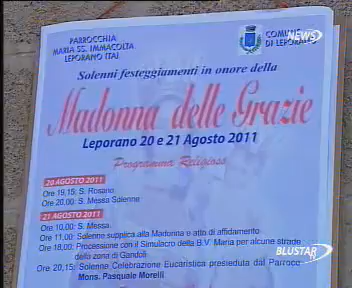 PARROCCHIA
MARIA SS. IMMACOLTA
LEPORANO (TA)
COMUNE
DI LEPORANO
NEWS
Solenni festeggiamenti in onore della
Madonna delle Grazie
Leporano 20 e 21 Agosto 2011
Programma Religioso
20 AGOSTO 2011
Ore 19,15: S. Rosario
Ore 20,00: S. Messa Solenne
21 AGOSTO 2011
Ore 10,00: S. Messa
Ore 11,00: Solenne supplica alla Madonna e atto di affidamento
Ore 18,00: Processione con il Simulacro della B.V. Maria per alcune strade
della zona di Gandoli
Ore 20,15: Solenne Celebrazione Eucaristica presieduta dal Parroco
Mons. Pasquale Morelli
BLUSTAR